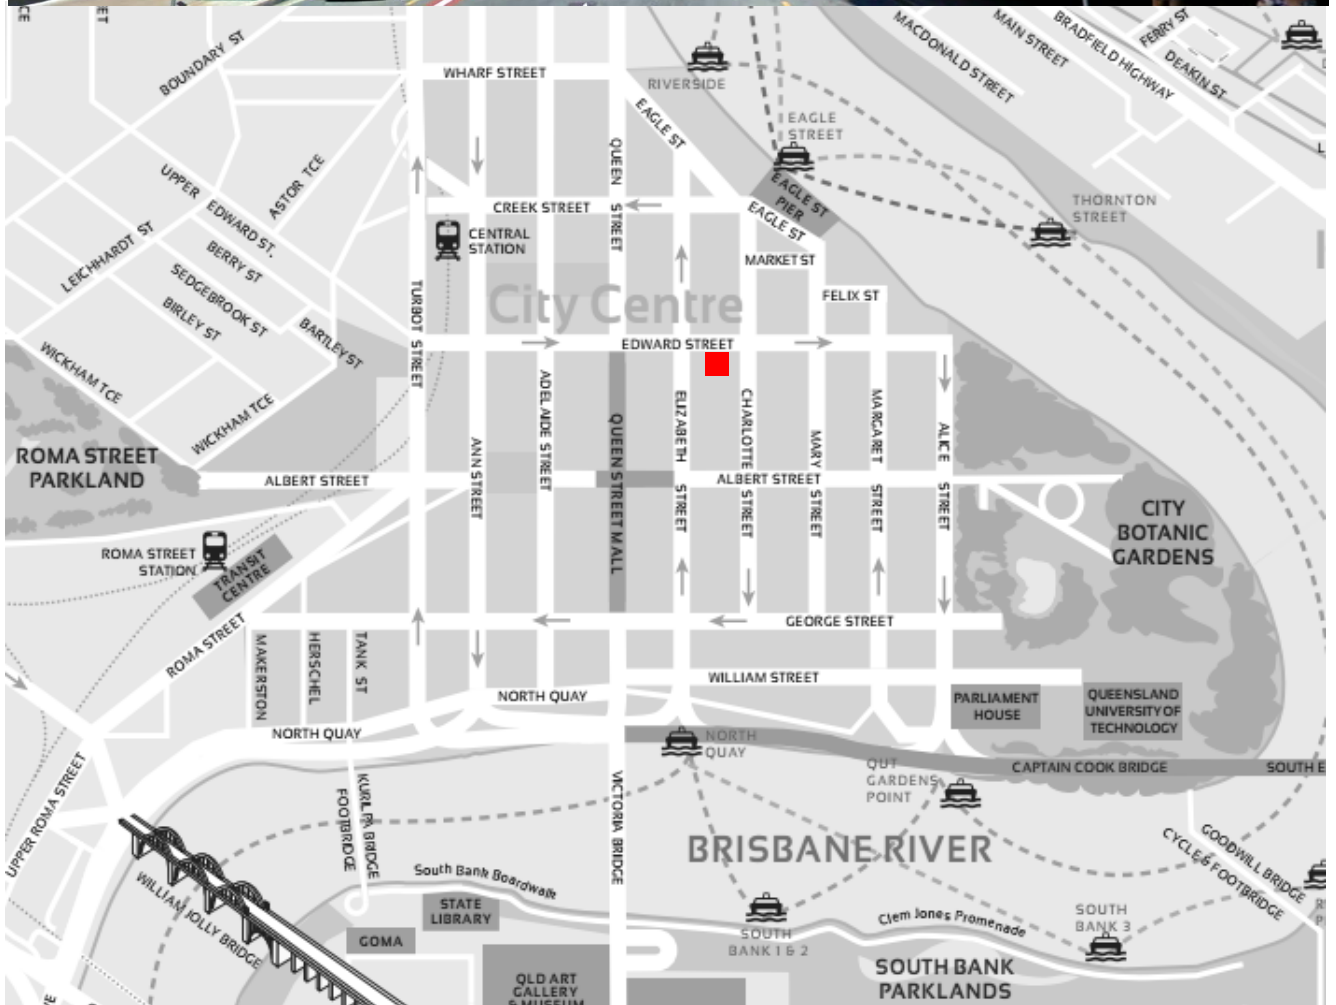 BOUNDARY ST
WHARF STREET
RIVERSIDE
MACDONALD STREET
MAIN STREET
BRADFIELD HIGHWAY
FERRY ST
DEAKIN ST
EAGLE ST
EAGLE
STREET
EAGLE ST
PIER
EAGLE ST
THORNTON
STREET
UPPER
EDWARD ST.
ASTOR TCE
LEICHHARDT ST
BERRY ST
SEDGEBROOK ST
BIRLEY ST
BARTLEY ST
WICKHAM TCE
WICKHAM TCE
QUEEN STREET
CREEK STREET
CENTRAL
STATION
MARKET ST
FELIX ST
City Centre
TURBOT STREET
EDWARD STREET
ADELAIDE STREET
ANN STREET
QUEEN STREET MALL
ELIZABETH STREET
CHARLOTTE STREET
MARY STREET
MARGARET STREET
ALICE STREET
ROMA STREET
PARKLAND
ALBERT STREET
ALBERT STREET
CITY
BOTANIC
GARDENS
ROMA STREET
STATION
TRANSIT
CENTRE
ROMA STREET
MAKERSTON
HERSCHEL
TANK ST
GEORGE STREET
WILLIAM STREET
NORTH QUAY
NORTH QUAY
PARLIAMENT
HOUSE
QUEENSLAND
UNIVERSITY OF
TECHNOLOGY
NORTH
QUAY
QUT
GARDENS
POINT
CAPTAIN COOK BRIDGE
SOUTH E
UPPER ROMA STREET
KURILPA BRIDGE
FOOTBRIDGE
VICTORIA BRIDGE
BRISBANE RIVER
GOODWILL BRIDGE
CYCLE & FOOTBRIDGE
WILLIAM JOLLY BRIDGE
South Bank Boardwalk
STATE
LIBRARY
GOMA
QLD ART
GALLERY
& MUSEUM
SOUTH
BANK 1 & 2
Clem Jones Promenade
SOUTH
BANK 3
SOUTH BANK
PARKLANDS